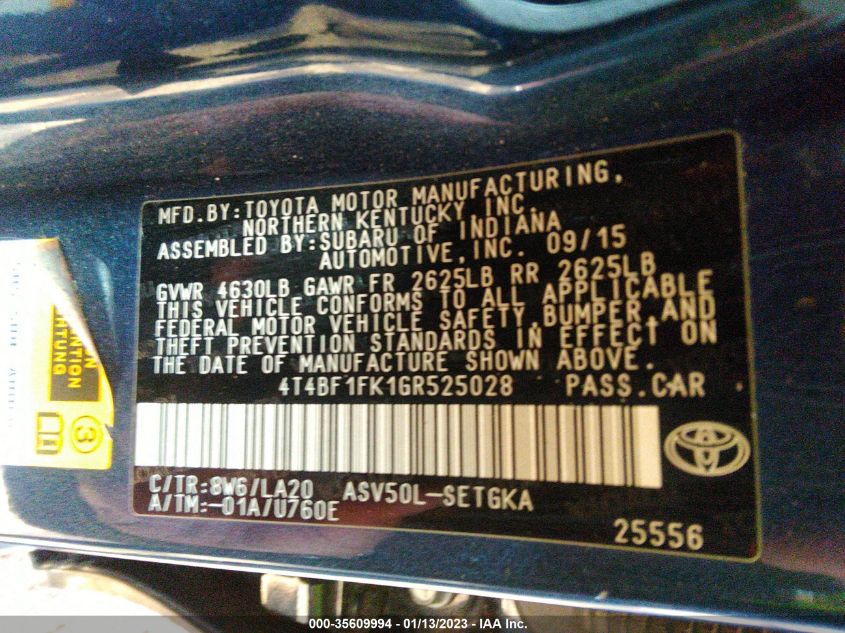 MFD.BY:TOYOTA MOTOR MANUFACTURING,
NORTHERN KENTUCKY INC.
ASSEMBLED BY:SUBARU OF INDIANA
AUTOMOTIVE,INC. 09/15
GVWR 4630LB GAWR FR 2625LB RR 2625LB
THIS VEHICLE CONFORMS TO ALL APPLICABLE
FEDERAL MOTOR VEHICLE SAFETY,BUMPER,AND
THEFT PREVENTION STANDARDS IN EFFECT ON
THE DATE OF MANUFACTURE SHOWN ABOVE.
4T4BF1FK1GR525028 PASS.CAR
C/TR:8W6/LA20 ASV50L-SETGKA
A/TM:-01A/U760E
25556
3
000-35609994 - 01/13/2023 - IAA Inc.